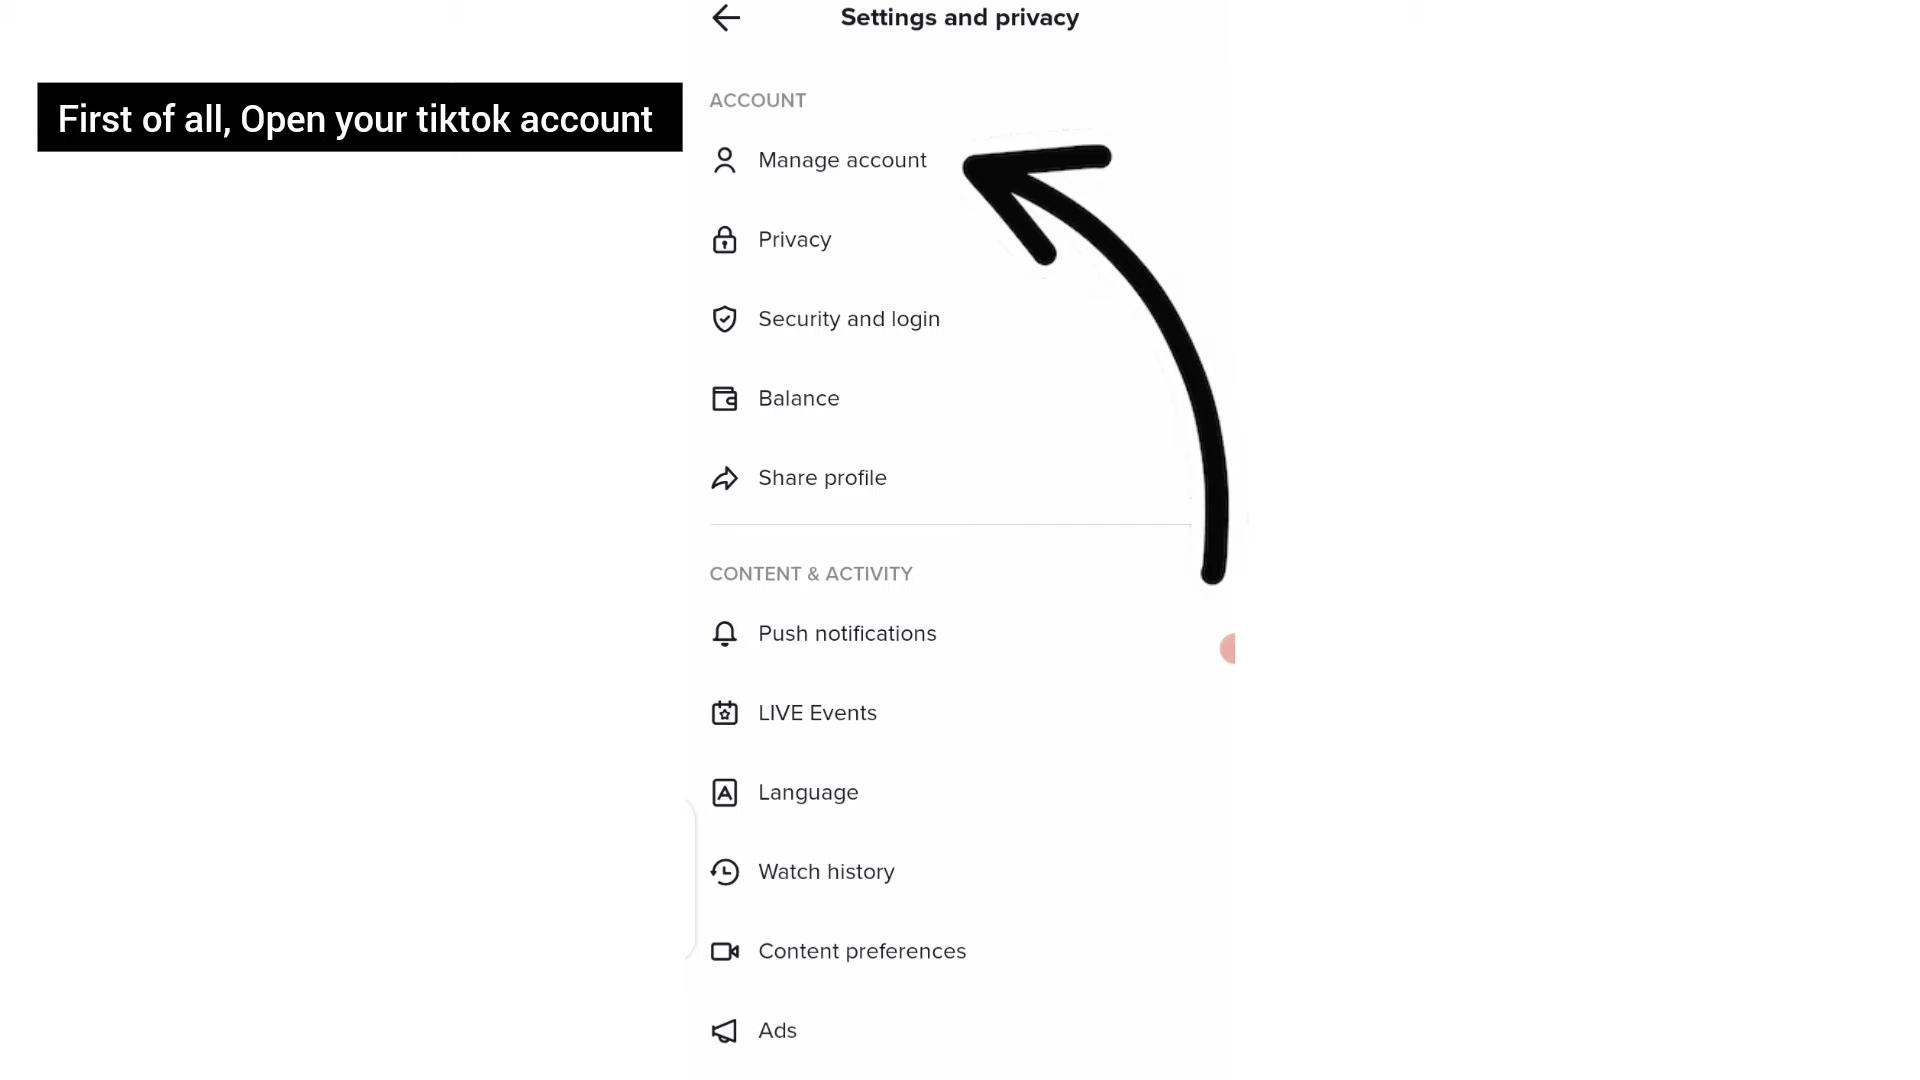 Settings and privacy
First of all, Open your tiktok account
ACCOUNT
Manage account
Privacy
Security and login
Balance
Share profile
CONTENT & ACTIVITY
Push notifications
LIVE Events
Language
Watch history
Content preferences
Ads